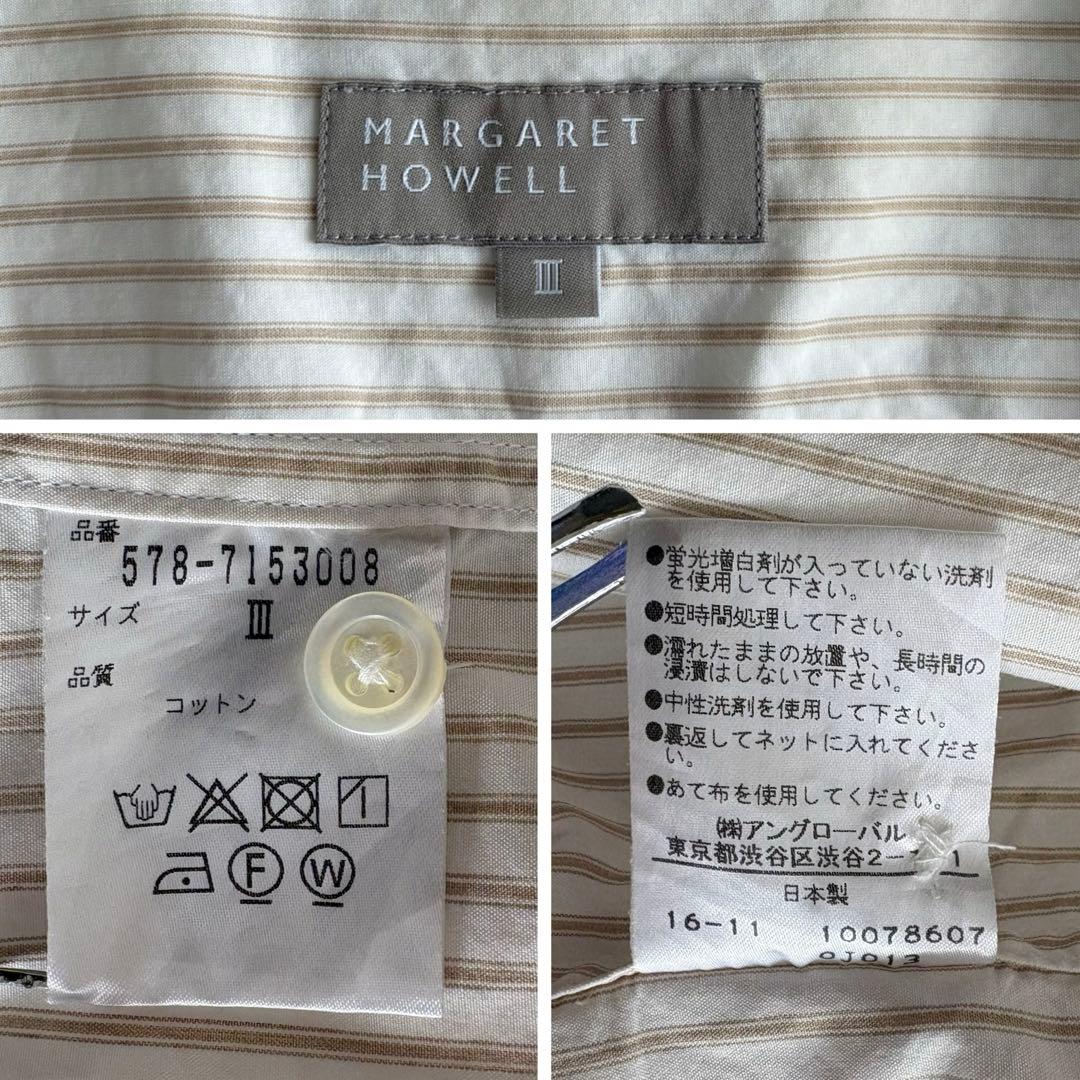 MARGARET
HOWELL
Ⅲ
品番
578-7153008
サイズ
Ⅲ
品質
コットン
F
W
●蛍光増白剤が入っていない洗剤
を使用して下さい。
●短時間処理して下さい。
●濡れたままの放置や、長時間の
浸漬はしないで下さい。
●中性洗剤を使用して下さい。
●裏返してネットに入れてくださ
い。
●あて布を使用してください。
(株)アングローバル
東京都渋谷区渋谷2- 1
日本製
16-11 10078607
0J013